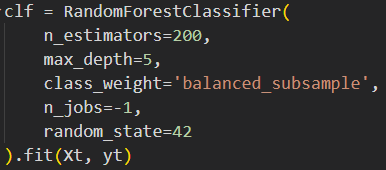 clf = RandomForestClassifier(
    n_estimators=200,
    max_depth=5,
    class_weight='balanced_subsample',
    n_jobs=-1,
    random_state=42
).fit(Xt, yt)